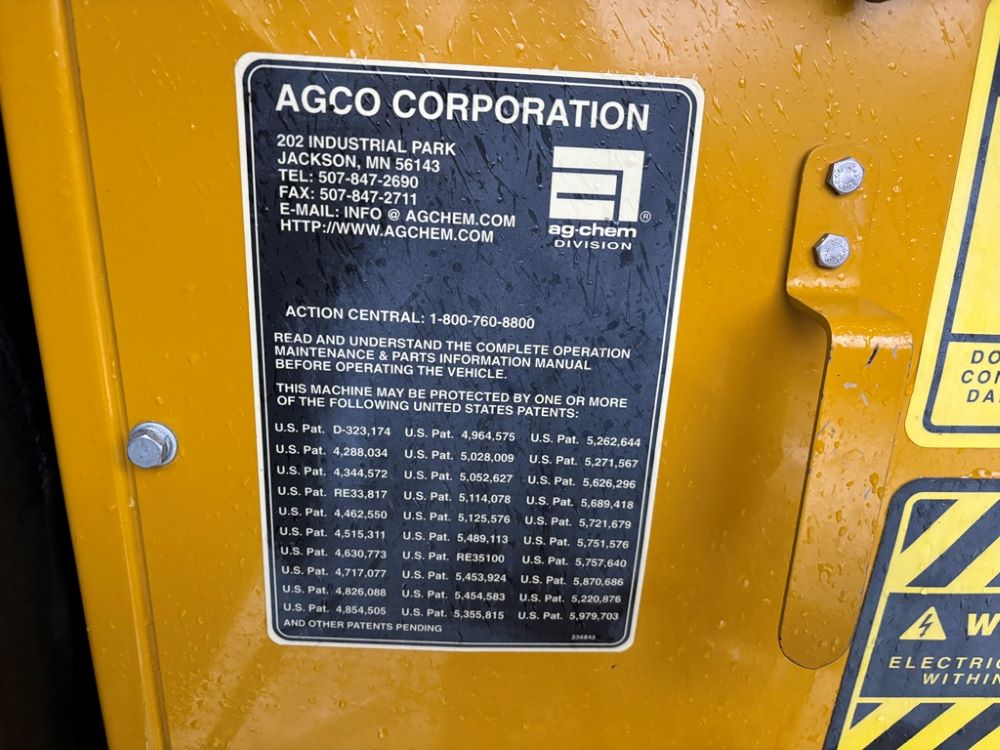 AGCO CORPORATION
202 INDUSTRIAL PARK
JACKSON, MN 56143
TEL: 507-847-2690
FAX: 507-847-2711
E-MAIL: INFO @ AGCHEM.COM
HTTP://WWW.AGCHEM.COM
®
ag-chem
DIVISION
ACTION CENTRAL: 1-800-760-8800
READ AND UNDERSTAND THE COMPLETE OPERATION
MAINTENANCE & PARTS INFORMATION MANUAL
BEFORE OPERATING THE VEHICLE.
THIS MACHINE MAY BE PROTECTED BY ONE OR MORE
OF THE FOLLOWING UNITED STATES PATENTS:
U.S. Pat. D-323,174 U.S. Pat. 4,964,575 U.S. Pat. 5,262,644
U.S. Pat. 4,288,034 U.S. Pat. 5,028,009 U.S. Pat. 5,271,567
U.S. Pat. 4,344,572 U.S. Pat. 5,052,627 U.S. Pat. 5,626,296
U.S. Pat. RE33,817 U.S. Pat. 5,114,078 U.S. Pat. 5,689,418
U.S. Pat. 4,462,550 U.S. Pat. 5,125,576 U.S. Pat. 5,721,679
U.S. Pat. 4,515,311 U.S. Pat. 5,489,113 U.S. Pat. 5,751,576
U.S. Pat. 4,630,773 U.S. Pat. RE35100 U.S. Pat. 5,757,640
U.S. Pat. 4,717,077 U.S. Pat. 5,453,924 U.S. Pat. 5,870,686
U.S. Pat. 4,826,088 U.S. Pat. 5,454,583 U.S. Pat. 5,220,876
U.S. Pat. 4,854,505 U.S. Pat. 5,355,815 U.S. Pat. 5,979,703
AND OTHER PATENTS PENDING
DO
CON
DA
W
ELECTRIC
WITHIN